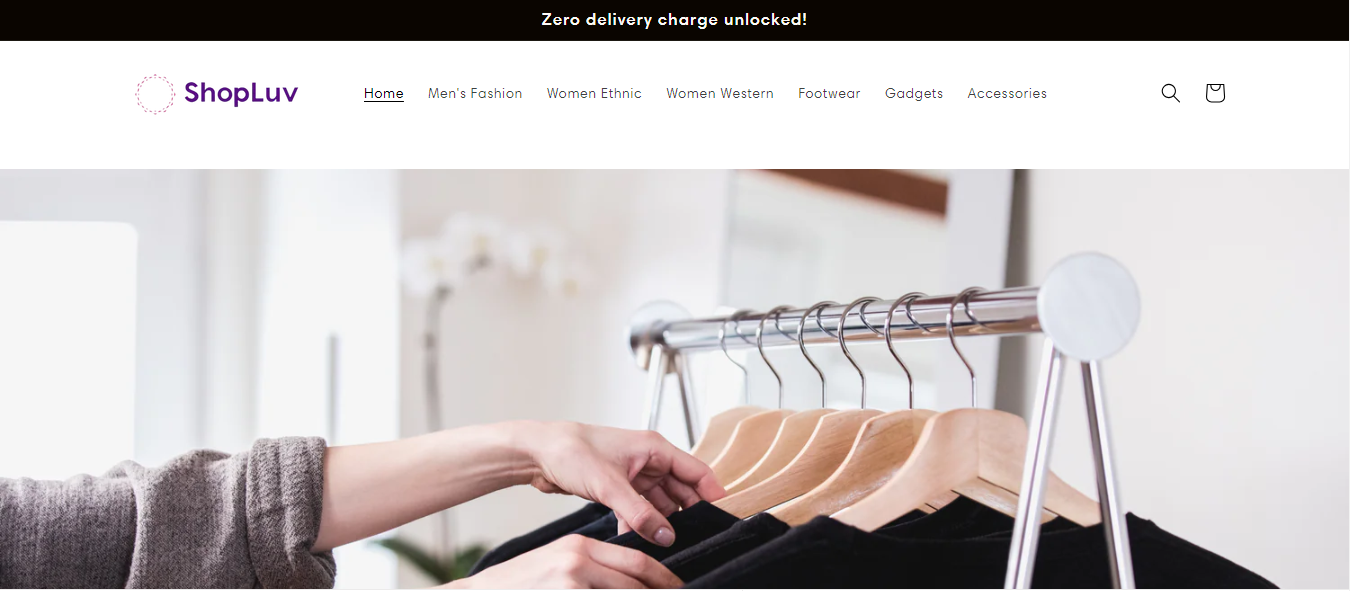 Zero delivery charge unlocked!
ShopLuv
Home Men's Fashion Women Ethnic Women Western Footwear Gadgets Accessories